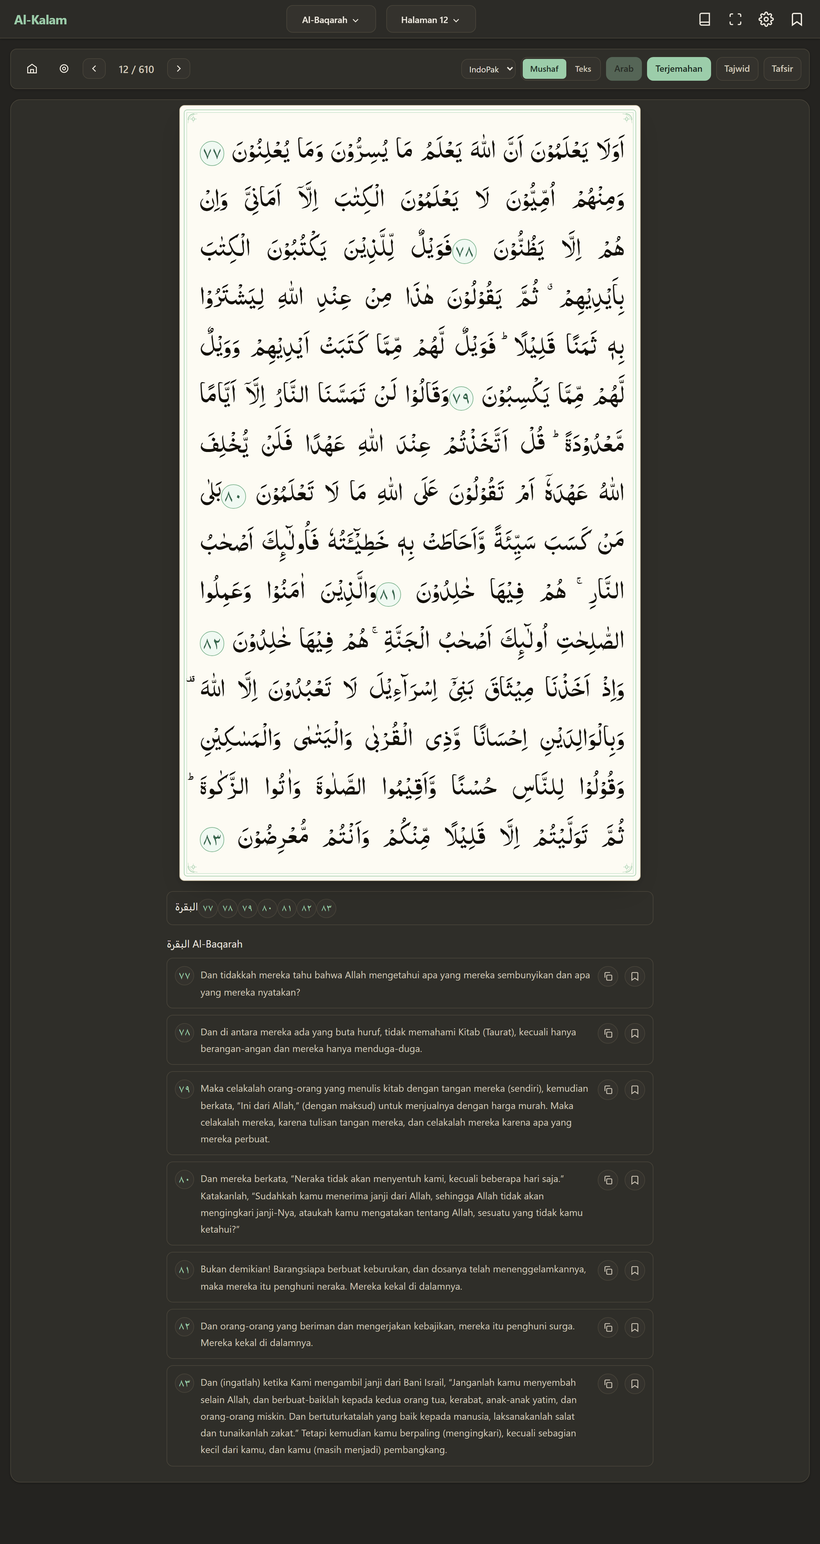 Al-Kalam
Al-Baqarah
Halaman 12
12 / 610
IndoPak
Mushaf
Teks
Arab
Terjemahan
Tajwid
Tafsir
اَوَلَا يَعْلَمُوْنَ اَنَّ اللّٰهَ يَعْلَمُ مَا يُسِرُّوْنَ وَمَا يُعْلِنُوْنَ ٧٧
وَمِنْهُمْ اُمِّيُّوْنَ لَا يَعْلَمُوْنَ الْكِتٰبَ اِلَّآ اَمَانِيَّ وَاِنْ
هُمْ اِلَّا يَظُنُّوْنَ ٧٨ فَوَيْلٌ لِّلَّذِيْنَ يَكْتُبُوْنَ الْكِتٰبَ
بِاَيْدِيْهِمْ ۗ ثُمَّ يَقُوْلُوْنَ هٰذَا مِنْ عِنْدِ اللّٰهِ لِيَشْتَرُوْا
بِهٖ ثَمَنًا قَلِيْلًا ؕ فَوَيْلٌ لَّهُمْ مِّمَّا كَتَبَتْ اَيْدِيْهِمْ وَوَيْلٌ
لَّهُمْ مِّمَّا يَكْسِبُوْنَ ٧٩ وَقَالُوْا لَنْ تَمَسَّنَا النَّارُ اِلَّآ اَيَّامًا
مَّعْدُوْدَةً ؕ قُلْ اَتَّخَذْتُمْ عِنْدَ اللّٰهِ عَهْدًا فَلَنْ يُّخْلِفَ
اللّٰهُ عَهْدَهٗٓ اَمْ تَقُوْلُوْنَ عَلَى اللّٰهِ مَا لَا تَعْلَمُوْنَ ٨٠ بَلٰى
مَنْ كَسَبَ سَيِّئَةً وَّاَحَاطَتْ بِهٖ خَطِيْٓـَٔتُهٗ فَاُولٰٓئِكَ اَصْحٰبُ
النَّارِ ۚ هُمْ فِيْهَا خٰلِدُوْنَ ٨١ وَالَّذِيْنَ اٰمَنُوْا وَعَمِلُوا
الصّٰلِحٰتِ اُولٰٓئِكَ اَصْحٰبُ الْجَنَّةِ ۚ هُمْ فِيْهَا خٰلِدُوْنَ ٨٢
وَاِذْ اَخَذْنَا مِيْثَاقَ بَنِيْٓ اِسْرَآءِيْلَ لَا تَعْبُدُوْنَ اِلَّا اللّٰهَ قف
وَبِالْوَالِدَيْنِ اِحْسَانًا وَّذِى الْقُرْبٰى وَالْيَتٰمٰى وَالْمَسٰكِيْنِ
وَقُوْلُوْا لِلنَّاسِ حُسْنًا وَّاَقِيْمُوا الصَّلٰوةَ وَاٰتُوا الزَّكٰوةَ ؕ
ثُمَّ تَوَلَّيْتُمْ اِلَّا قَلِيْلًا مِّنْكُمْ وَاَنْتُمْ مُّعْرِضُوْنَ ٨٣
البقرة ٧٧ ٧٨ ٧٩ ٨٠ ٨١ ٨٢ ٨٣
البقرة Al-Baqarah
٧٧ Dan tidakkah mereka tahu bahwa Allah mengetahui apa yang mereka sembunyikan dan apa
yang mereka nyatakan?
٧٨ Dan di antara mereka ada yang buta huruf, tidak memahami Kitab (Taurat), kecuali hanya
berangan-angan dan mereka hanya menduga-duga.
٧٩ Maka celakalah orang-orang yang menulis kitab dengan tangan mereka (sendiri), kemudian
berkata, “Ini dari Allah,” (dengan maksud) untuk menjualnya dengan harga murah. Maka
celakalah mereka, karena tulisan tangan mereka, dan celakalah mereka karena apa yang
mereka perbuat.
٨٠ Dan mereka berkata, “Neraka tidak akan menyentuh kami, kecuali beberapa hari saja.”
Katakanlah, “Sudahkah kamu menerima janji dari Allah, sehingga Allah tidak akan
mengingkari janji-Nya, ataukah kamu mengatakan tentang Allah, sesuatu yang tidak kamu
ketahui?”
٨١ Bukan demikian! Barangsiapa berbuat keburukan, dan dosanya telah menenggelamkannya,
maka mereka itu penghuni neraka. Mereka kekal di dalamnya.
٨٢ Dan orang-orang yang beriman dan mengerjakan kebajikan, mereka itu penghuni surga.
Mereka kekal di dalamnya.
٨٣ Dan (ingatlah) ketika Kami mengambil janji dari Bani Israil, “Janganlah kamu menyembah
selain Allah, dan berbuat-baiklah kepada kedua orang tua, kerabat, anak-anak yatim, dan
orang-orang miskin. Dan bertuturkatalah yang baik kepada manusia, laksanakanlah salat
dan tunaikanlah zakat.” Tetapi kemudian kamu berpaling (mengingkari), kecuali sebagian
kecil dari kamu, dan kamu (masih menjadi) pembangkang.